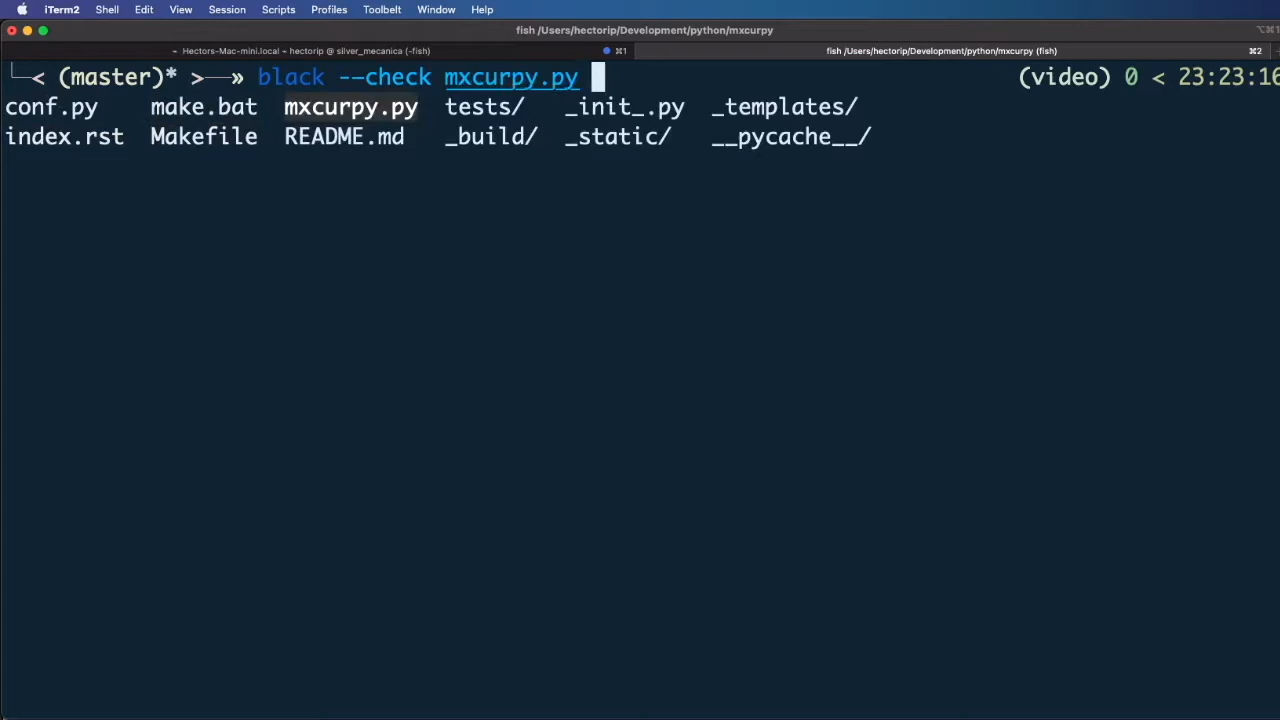 iTerm2 Shell Edit View Session Scripts Profiles Toolbelt Window Help
fish /Users/hectorip/Development/python/mxcurpy ⌥⌘1
~ Hectors-Mac-mini.local ~ hectorip @ silver_mecanica (-fish) ⌘1 fish /Users/hectorip/Development/python/mxcurpy (fish) ⌘2
└─< (master)* >──» black --check mxcurpy.py (video) 0 < 23:23:16
conf.py make.bat mxcurpy.py tests/ _init_.py _templates/
index.rst Makefile README.md _build/ _static/ __pycache__/